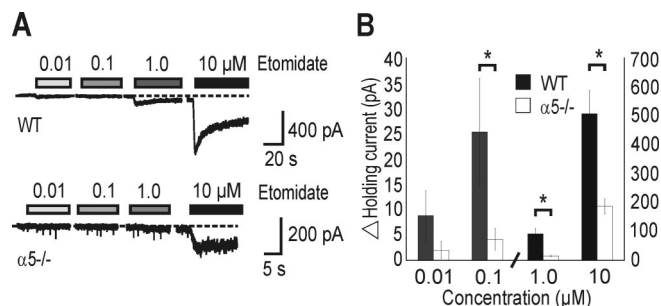 A
0.01 0.1 1.0 10 µM Etomidate
WT
400 pA
20 s
0.01 0.1 1.0 10 µM Etomidate
α5-/-
200 pA
5 s
B
△Holding current (pA)
40
35
30
25
20
15
10
5
0
* * *
WT
α5-/-
700
600
500
400
300
200
100
0
0.01 0.1 1.0 10
Concentration (µM)